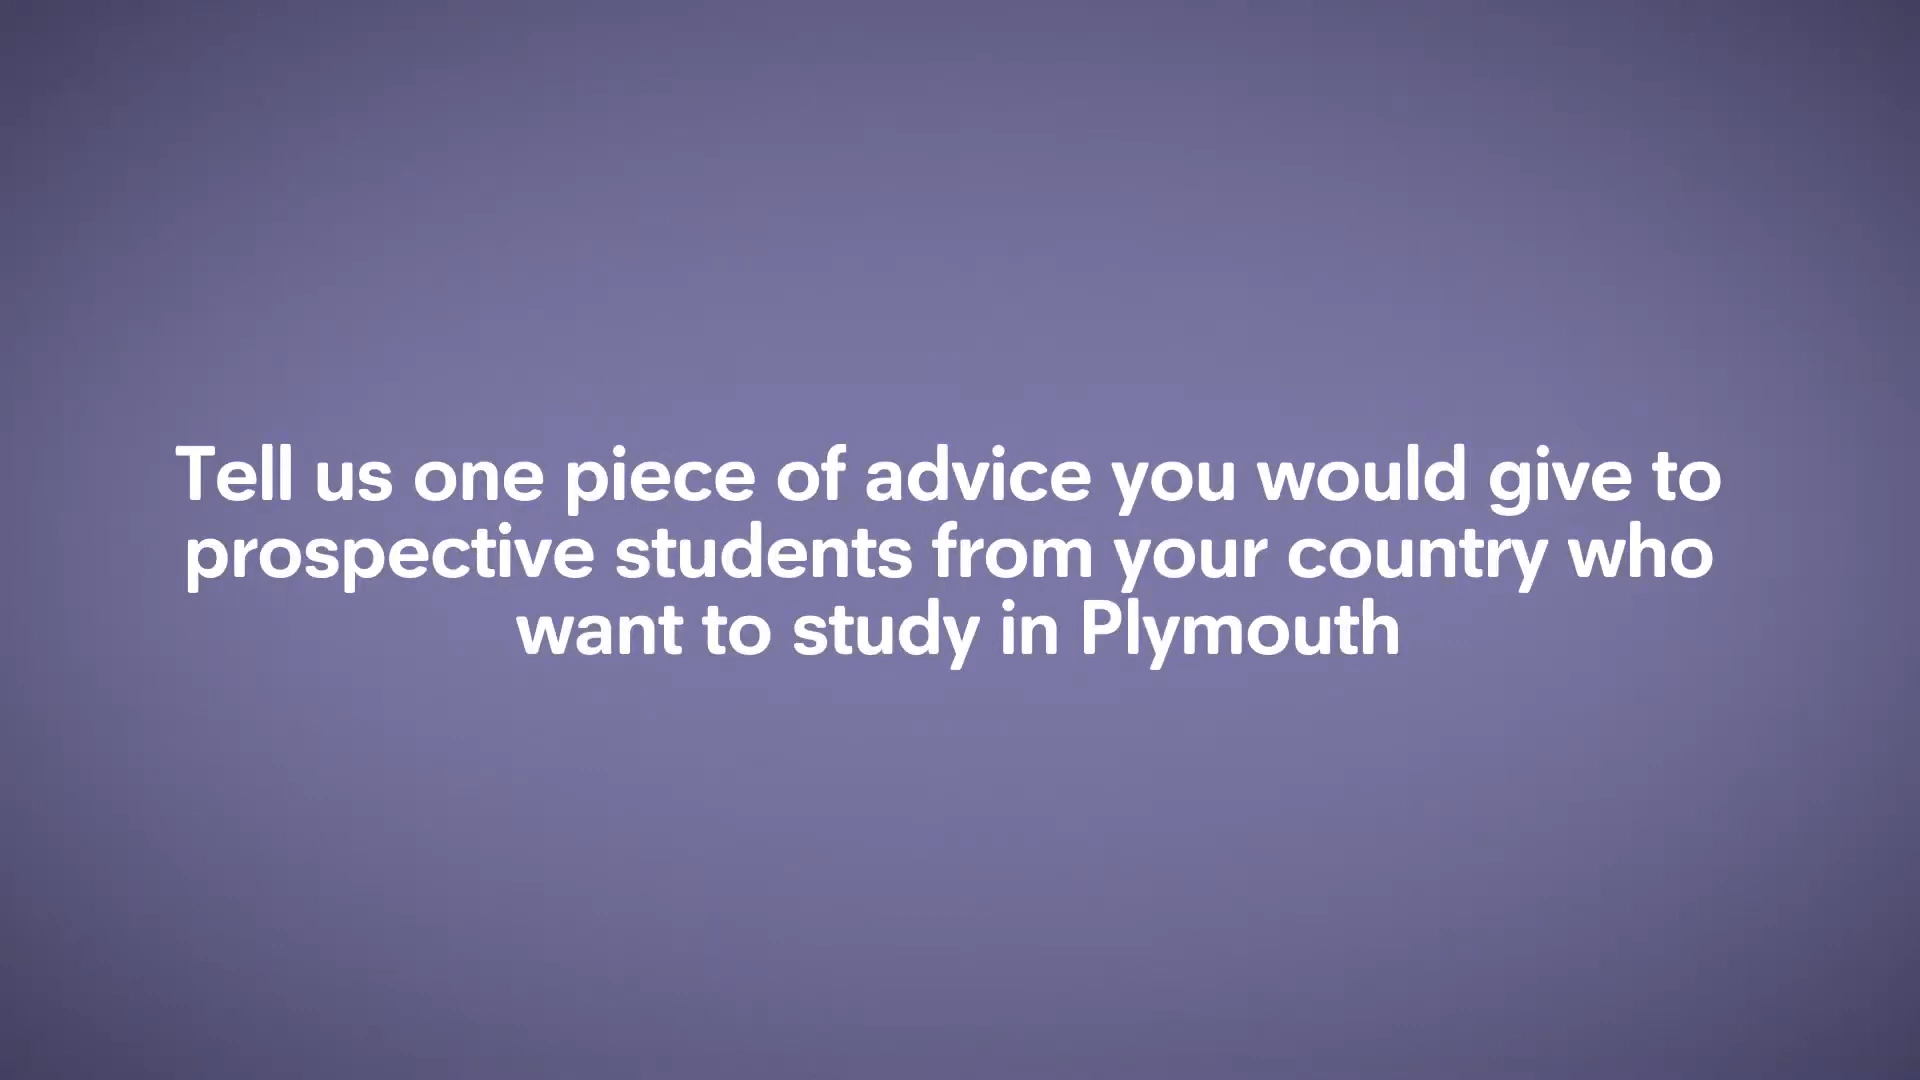 Tell us one piece of advice you would give to
prospective students from your country who
want to study in Plymouth